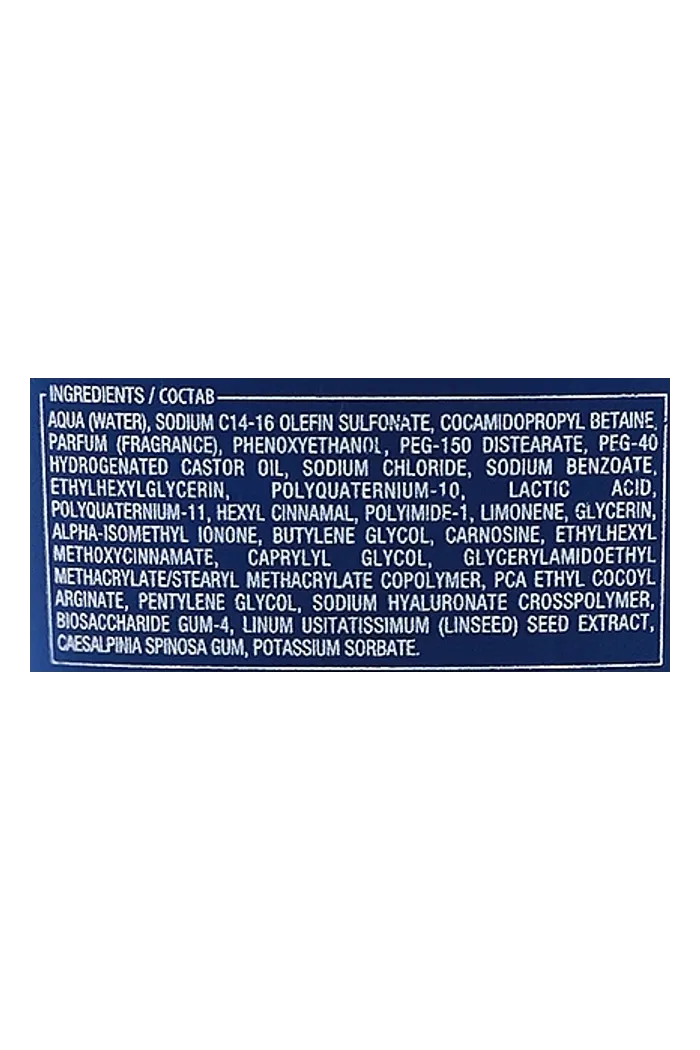 INGREDIENTS / СОСТАВ
AQUA (WATER), SODIUM C14-16 OLEFIN SULFONATE, COCAMIDOPROPYL BETAINE,
PARFUM (FRAGRANCE), PHENOXYETHANOL, PEG-150 DISTEARATE, PEG-40
HYDROGENATED CASTOR OIL, SODIUM CHLORIDE, SODIUM BENZOATE,
ETHYLHEXYLGLYCERIN, POLYQUATERNIUM-10, LACTIC ACID,
POLYQUATERNIUM-11, HEXYL CINNAMAL, POLYIMIDE-1, LIMONENE, GLYCERIN,
ALPHA-ISOMETHYL IONONE, BUTYLENE GLYCOL, CARNOSINE, ETHYLHEXYL
METHOXYCINNAMATE, CAPRYLYL GLYCOL, GLYCERYLAMIDOETHYL
METHACRYLATE/STEARYL METHACRYLATE COPOLYMER, PCA ETHYL COCOYL
ARGINATE, PENTYLENE GLYCOL, SODIUM HYALURONATE CROSSPOLYMER,
BIOSACCHARIDE GUM-4, LINUM USITATISSIMUM (LINSEED) SEED EXTRACT,
CAESALPINIA SPINOSA GUM, POTASSIUM SORBATE.